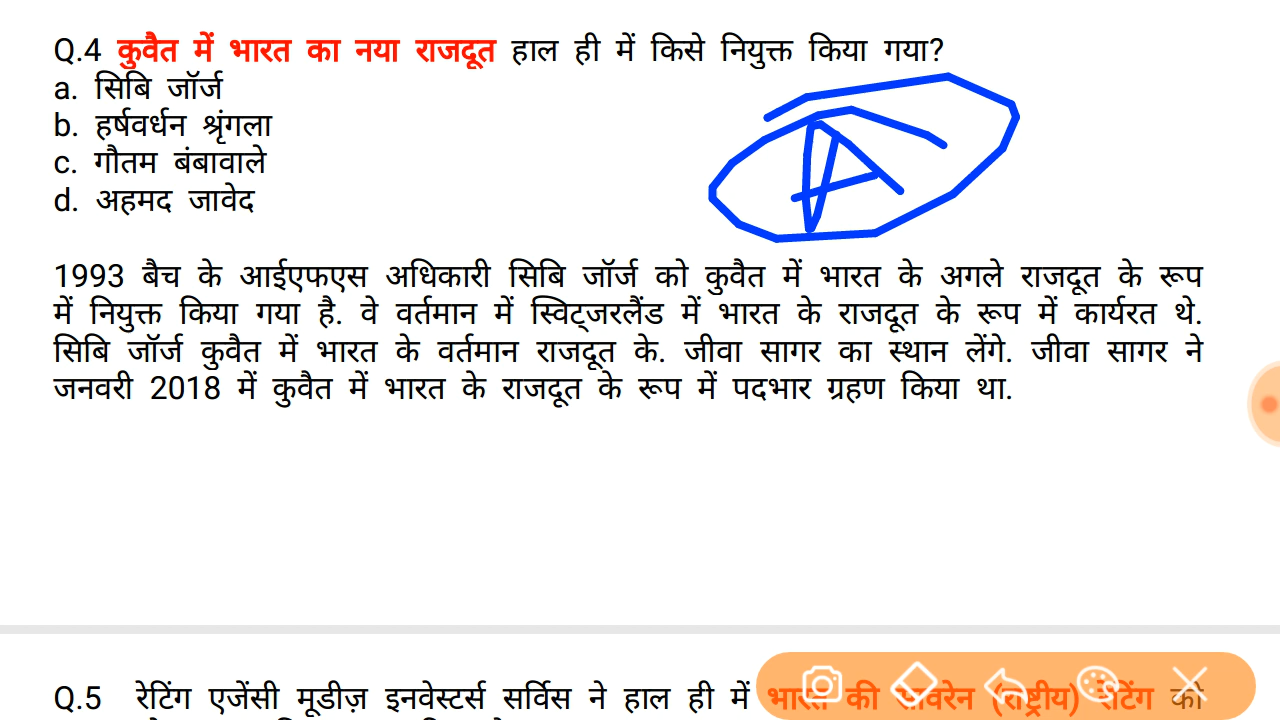 Q.4 कुवैत में भारत का नया राजदूत हाल ही में किसे नियुक्त किया गया?
a. सिबि जॉर्ज
b. हर्षवर्धन श्रृंगला
c. गौतम बंबावाले
d. अहमद जावेद
A
1993 बैच के आईएफएस अधिकारी सिबि जॉर्ज को कुवैत में भारत के अगले राजदूत के रूप
में नियुक्त किया गया है. वे वर्तमान में स्विट्जरलैंड में भारत के राजदूत के रूप में कार्यरत थे.
सिबि जॉर्ज कुवैत में भारत के वर्तमान राजदूत के. जीवा सागर का स्थान लेंगे. जीवा सागर ने
जनवरी 2018 में कुवैत में भारत के राजदूत के रूप में पदभार ग्रहण किया था.
Q.5 रेटिंग एजेंसी मूडीज़ इनवेस्टर्स सर्विस ने हाल ही में भारत की सावरेन (राष्ट्रीय) रेटिंग को